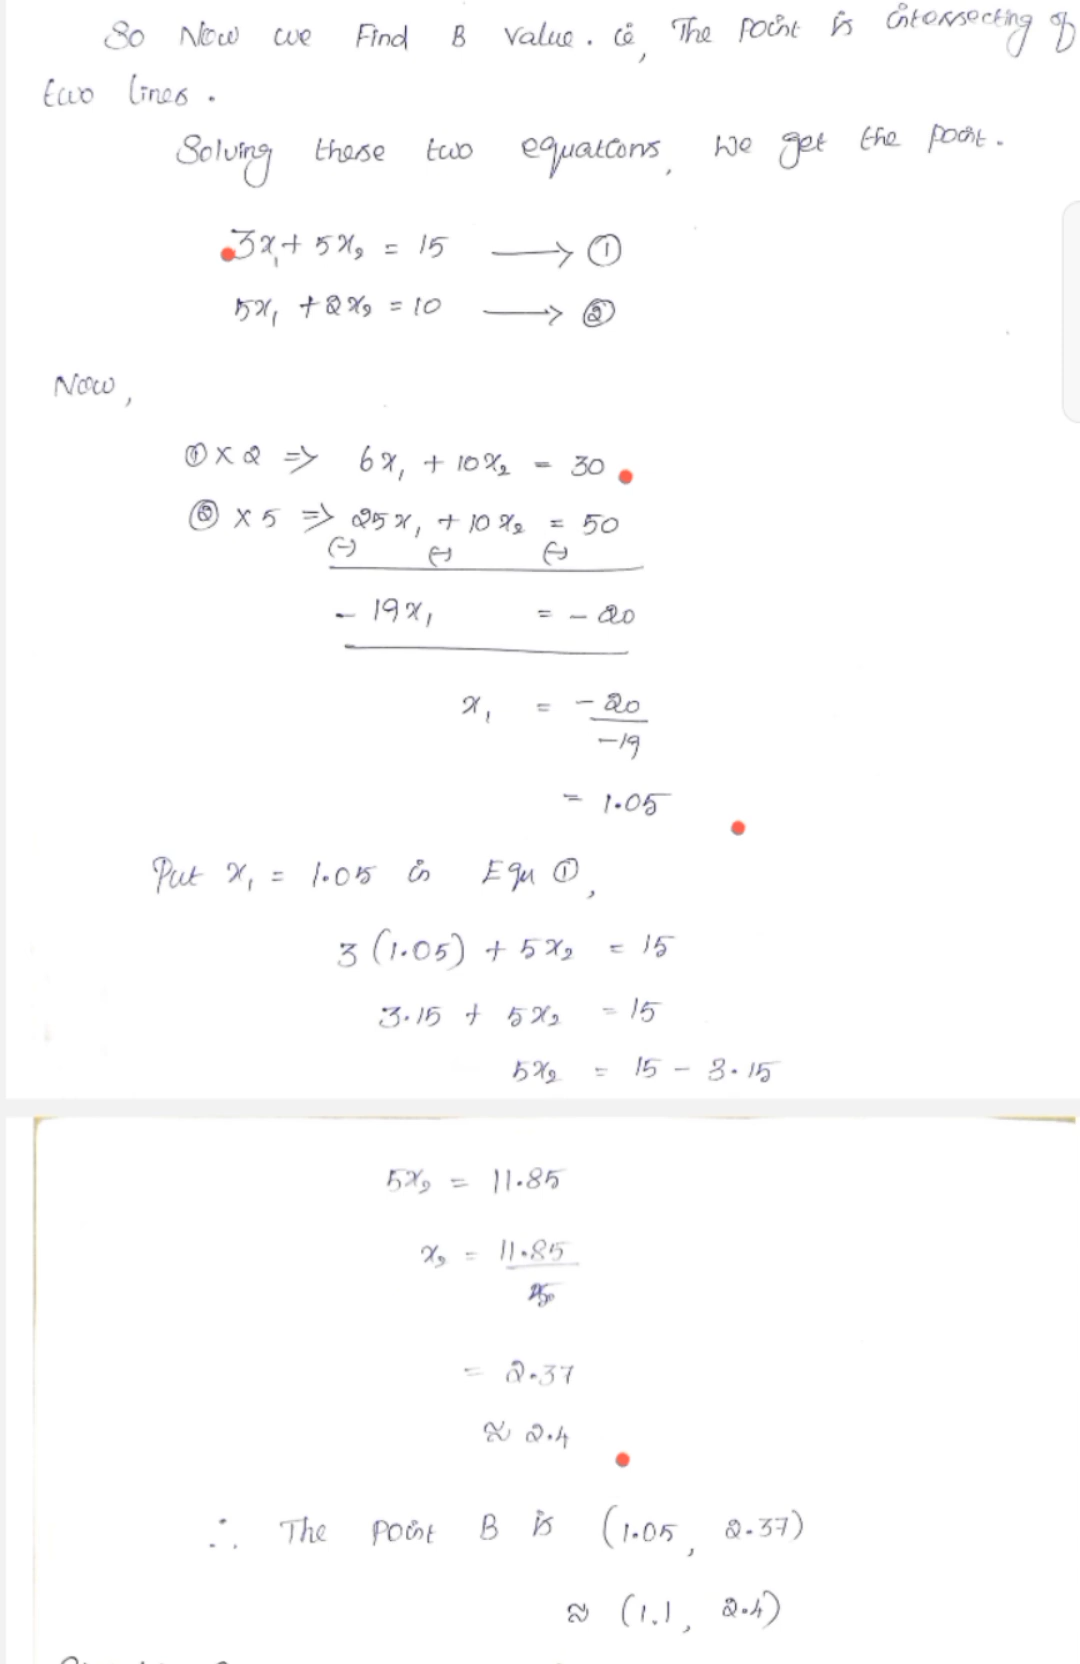 So Now we Find B value. ie, The point is intersecting of
two lines.
Solving these two equations, we get the point.
3x₁ + 5x₂ = 15 ⟶ ①
5x₁ + 2x₂ = 10 ⟶ ②
Now,
① × 2 ⇒ 6x₁ + 10x₂ = 30
② × 5 ⇒ 25x₁ + 10x₂ = 50
(-) (-) (-)
- 19x₁ = - 20
x₁ = - 20
-19
= 1.05
Put x₁ = 1.05 in Equ ①,
3 (1.05) + 5x₂ = 15
3.15 + 5x₂ = 15
5x₂ = 15 - 3.15
5x₂ = 11.85
x₂ = 11.85
= 2.37
≈ 2.4
∴ The point B is (1.05, 2.37)
≈ (1.1, 2.4)